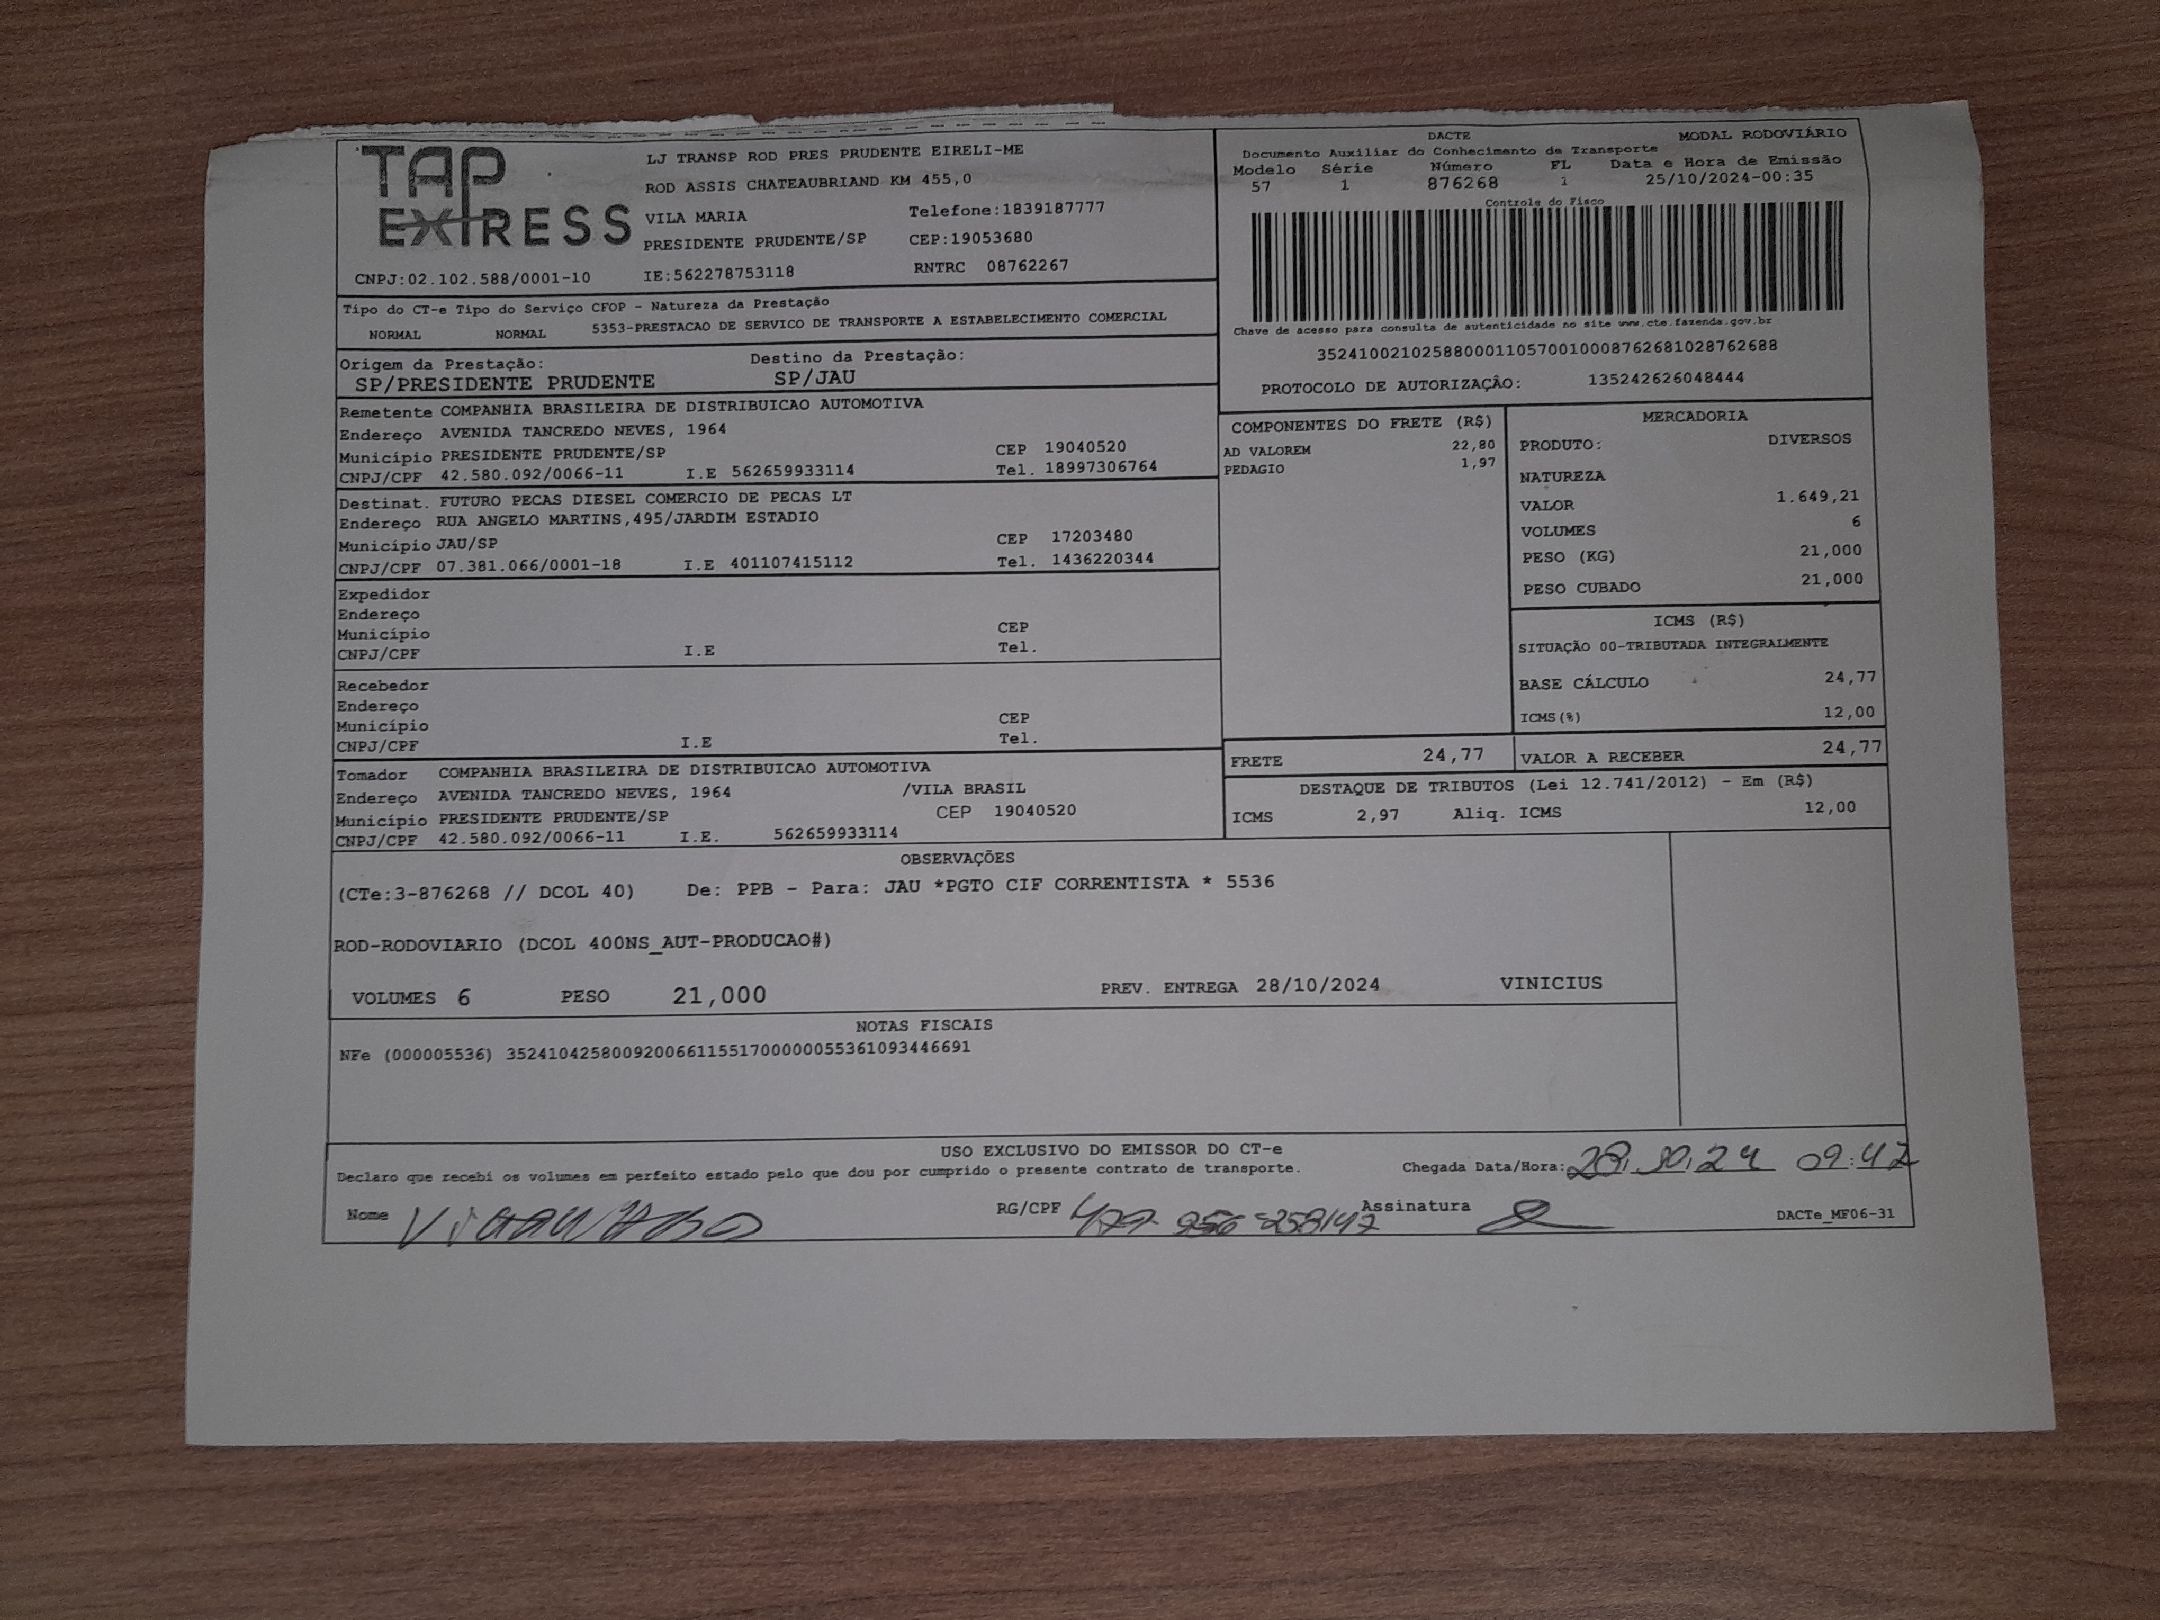 TAP EXPRESS
LJ TRANSP ROD PRES PRUDENTE EIRELI-ME
ROD ASSIS CHATEAUBRIAND KM 455,0
VILA MARIA Telefone:1839187777
PRESIDENTE PRUDENTE/SP CEP:19053680
CNPJ:02.102.588/0001-10 IE:562278753118 RNTRC 08762267
DACTE MODAL RODOVIÁRIO
Documento Auxiliar do Conhecimento de Transporte
Modelo Série Número FL Data e Hora de Emissão
57 1 876268 1 25/10/2024-00:35
Controle do Fisco
Chave de acesso para consulta de autenticidade no site www.cte.fazenda.gov.br
35241002102588000110570010008762681028762688
PROTOCOLO DE AUTORIZAÇÂO: 135242626048444
Tipo do CT-e Tipo do Serviço CFOP - Natureza da Prestação
NORMAL NORMAL 5353-PRESTACAO DE SERVICO DE TRANSPORTE A ESTABELECIMENTO COMERCIAL
Origem da Prestação: Destino da Prestação:
SP/PRESIDENTE PRUDENTE SP/JAU
Remetente COMPANHIA BRASILEIRA DE DISTRIBUICAO AUTOMOTIVA
Endereço AVENIDA TANCREDO NEVES, 1964
Município PRESIDENTE PRUDENTE/SP CEP 19040520
CNPJ/CPF 42.580.092/0066-11 I.E 562659933114 Tel. 18997306764
Destinat. FUTURO PECAS DIESEL COMERCIO DE PECAS LT
Endereço RUA ANGELO MARTINS,495/JARDIM ESTADIO
Município JAU/SP CEP 17203480
CNPJ/CPF 07.381.066/0001-18 I.E 401107415112 Tel. 1436220344
Expedidor
Endereço
Município CEP
CNPJ/CPF I.E Tel.
Recebedor
Endereço
Município CEP
CNPJ/CPF I.E Tel.
Tomador COMPANHIA BRASILEIRA DE DISTRIBUICAO AUTOMOTIVA
Endereço AVENIDA TANCREDO NEVES, 1964 /VILA BRASIL
Município PRESIDENTE PRUDENTE/SP CEP 19040520
CNPJ/CPF 42.580.092/0066-11 I.E. 562659933114
COMPONENTES DO FRETE (R$)
AD VALOREM 22,80
PEDAGIO 1,97
MERCADORIA
PRODUTO: DIVERSOS
NATUREZA
VALOR 1.649,21
VOLUMES 6
PESO (KG) 21,000
PESO CUBADO 21,000
ICMS (R$)
SITUAÇÃO 00-TRIBUTADA INTEGRALMENTE
BASE CÁLCULO 24,77
ICMS(%) 12,00
FRETE 24,77 VALOR A RECEBER 24,77
DESTAQUE DE TRIBUTOS (Lei 12.741/2012) - Em (R$)
ICMS 2,97 Aliq. ICMS 12,00
OBSERVAÇÕES
(CTe:3-876268 // DCOL 40) De: PPB - Para: JAU *PGTO CIF CORRENTISTA * 5536
ROD-RODOVIARIO (DCOL 400NS_AUT-PRODUCAO#)
VOLUMES 6 PESO 21,000 PREV. ENTREGA 28/10/2024 VINICIUS
NOTAS FISCAIS
NFe (000005536) 35241042580092006611551700000055361093446691
USO EXCLUSIVO DO EMISSOR DO CT-e
Declaro que recebi os volumes em perfeito estado pelo que dou por cumprido o presente contrato de transporte.
Chegada Data/Hora: 28.10.24 09:42
Nome RG/CPF Assinatura
DACTe_MF06-31